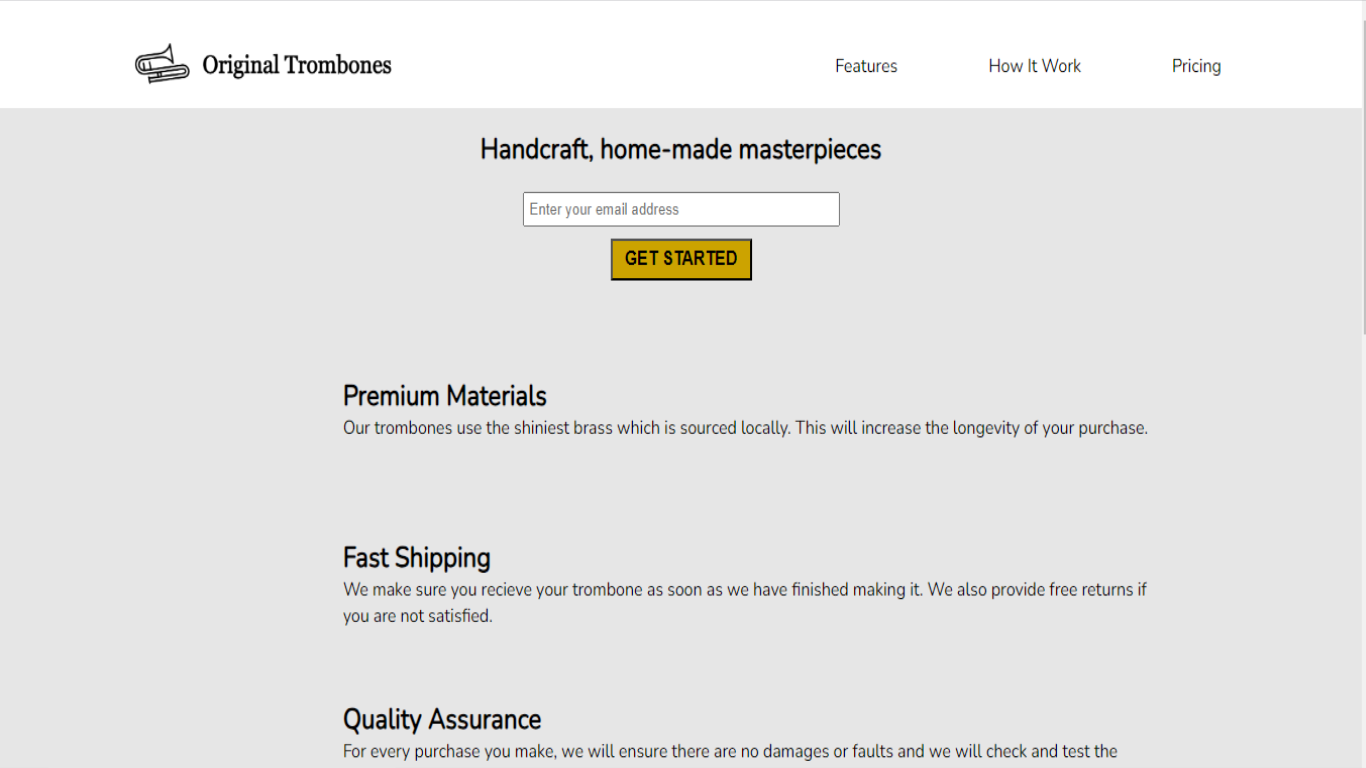 Original Trombones
Features
How It Work
Pricing
Handcraft, home-made masterpieces
Enter your email address
GET STARTED
Premium Materials
Our trombones use the shiniest brass which is sourced locally. This will increase the longevity of your purchase.
Fast Shipping
We make sure you recieve your trombone as soon as we have finished making it. We also provide free returns if
you are not satisfied.
Quality Assurance
For every purchase you make, we will ensure there are no damages or faults and we will check and test the